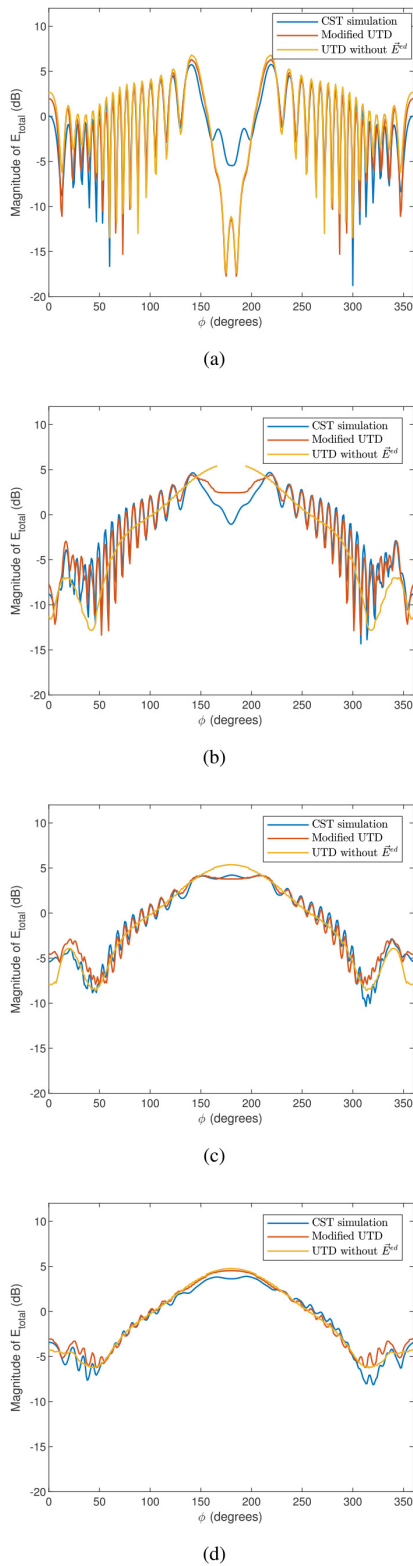 CST simulation
Modified UTD
UTD without E⃗^ed
Magnitude of E_total (dB)
10
5
0
-5
-10
-15
-20
0 50 100 150 200 250 300 350
ϕ (degrees)
(a)
CST simulation
Modified UTD
UTD without E⃗^ed
Magnitude of E_total (dB)
10
5
0
-5
-10
-15
-20
0 50 100 150 200 250 300 350
ϕ (degrees)
(b)
CST simulation
Modified UTD
UTD without E⃗^ed
Magnitude of E_total (dB)
10
5
0
-5
-10
-15
-20
0 50 100 150 200 250 300 350
ϕ (degrees)
(c)
CST simulation
Modified UTD
UTD without E⃗^ed
Magnitude of E_total (dB)
10
5
0
-5
-10
-15
-20
0 50 100 150 200 250 300 350
ϕ (degrees)
(d)